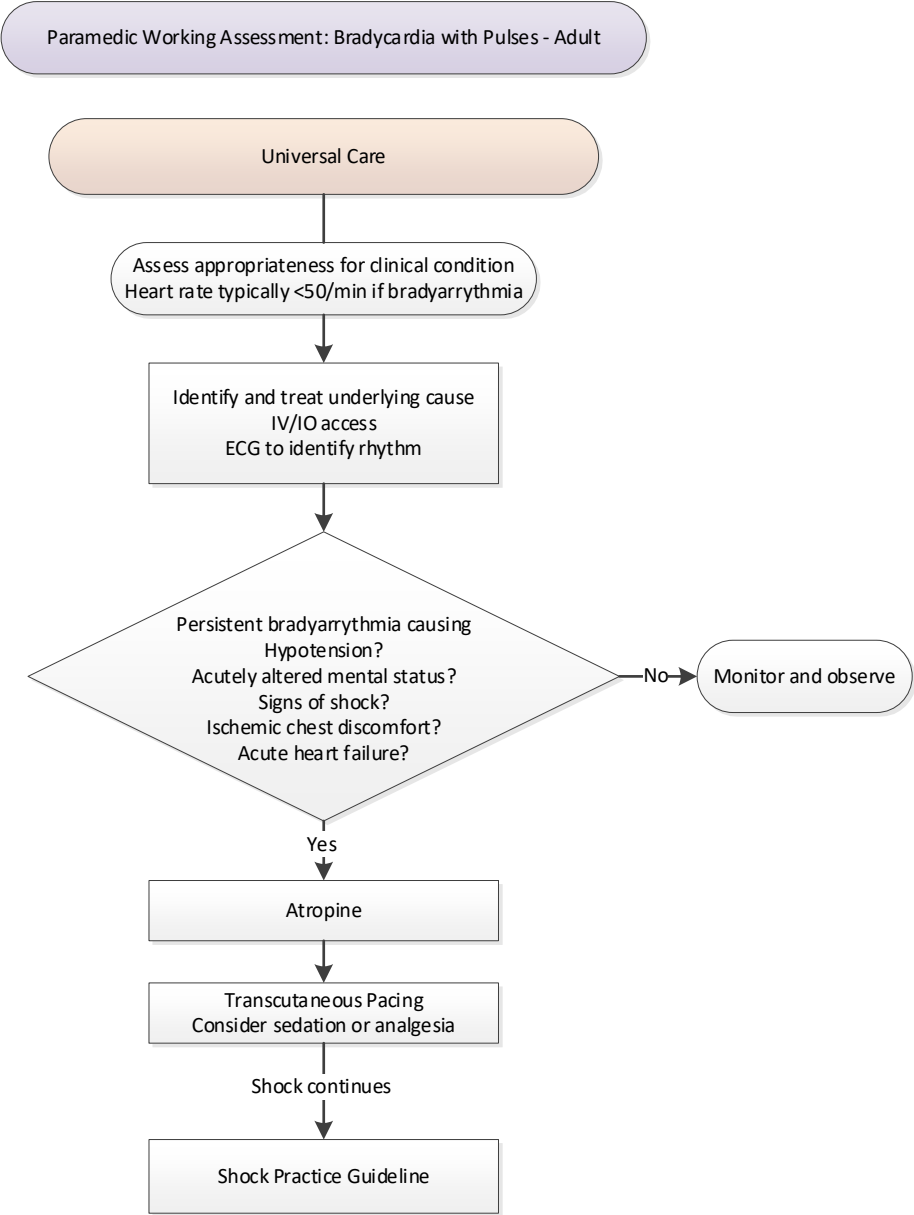 Paramedic Working Assessment: Bradycardia with Pulses - Adult
Universal Care
Assess appropriateness for clinical condition
Heart rate typically <50/min if bradyarrythmia
Identify and treat underlying cause
IV/IO access
ECG to identify rhythm
Persistent bradyarrythmia causing
Hypotension?
Acutely altered mental status?
Signs of shock?
Ischemic chest discomfort?
Acute heart failure?
No
Monitor and observe
Yes
Atropine
Transcutaneous Pacing
Consider sedation or analgesia
Shock continues
Shock Practice Guideline